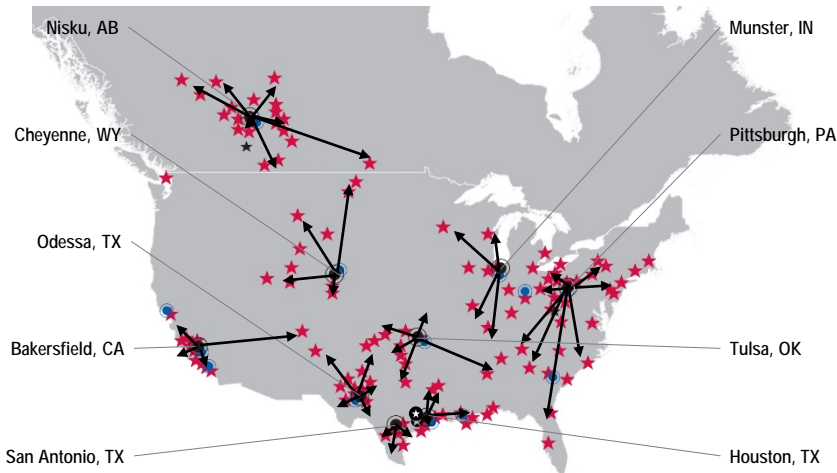 Nisku, AB
Munster, IN
Cheyenne, WY
Pittsburgh, PA
Odessa, TX
Bakersfield, CA
Tulsa, OK
San Antonio, TX
Houston, TX